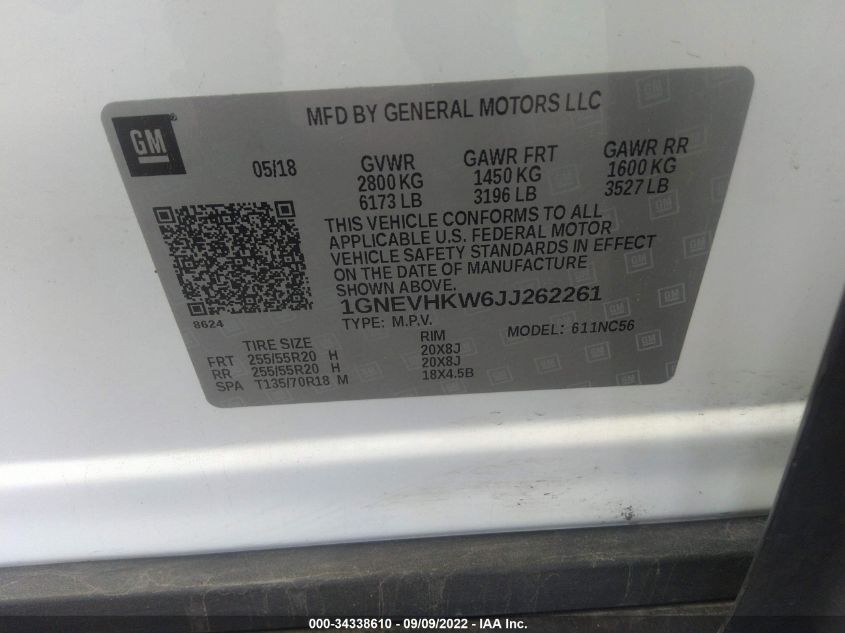 MFD BY GENERAL MOTORS LLC
GM
05/18
GVWR
2800 KG
6173 LB
GAWR FRT
1450 KG
3196 LB
GAWR RR
1600 KG
3527 LB
THIS VEHICLE CONFORMS TO ALL
APPLICABLE U.S. FEDERAL MOTOR
VEHICLE SAFETY STANDARDS IN EFFECT
ON THE DATE OF MANUFACTURE
SHOWN ABOVE.
1GNEVHKW6JJ262261
8624
TYPE: M.P.V.
MODEL: 611NC56
TIRE SIZE RIM
FRT 255/55R20 H 20X8J
RR 255/55R20 H 20X8J
SPA T135/70R18 M 18X4.5B
000-34338610 - 09/09/2022 - IAA Inc.